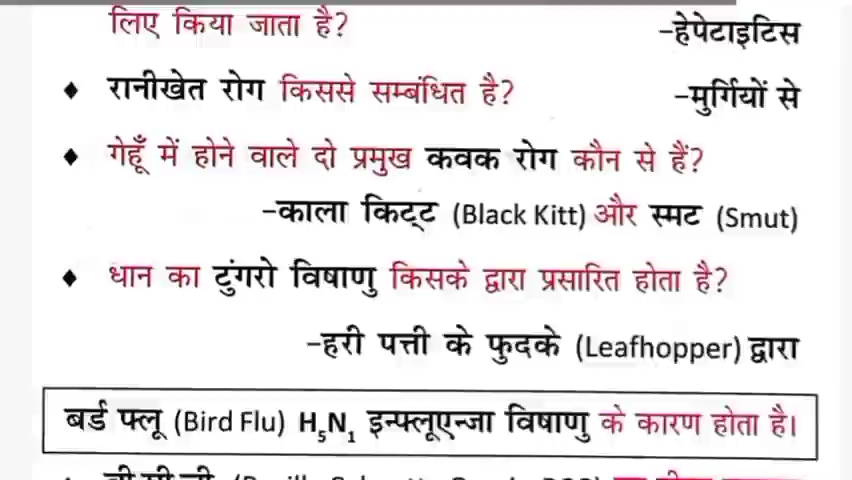 लिए किया जाता है? -हेपेटाइटिस
♦ रानीखेत रोग किससे सम्बंधित है? -मुर्गियों से
♦ गेहूँ में होने वाले दो प्रमुख कवक रोग कौन से हैं?
-काला किट्ट (Black Kitt) और स्मट (Smut)
♦ धान का टुंगरो विषाणु किसके द्वारा प्रसारित होता है?
-हरी पत्ती के फुदके (Leafhopper) द्वारा
बर्ड फ्लू (Bird Flu) H₅N₁ इन्फ्लूएन्जा विषाणु के कारण होता है।